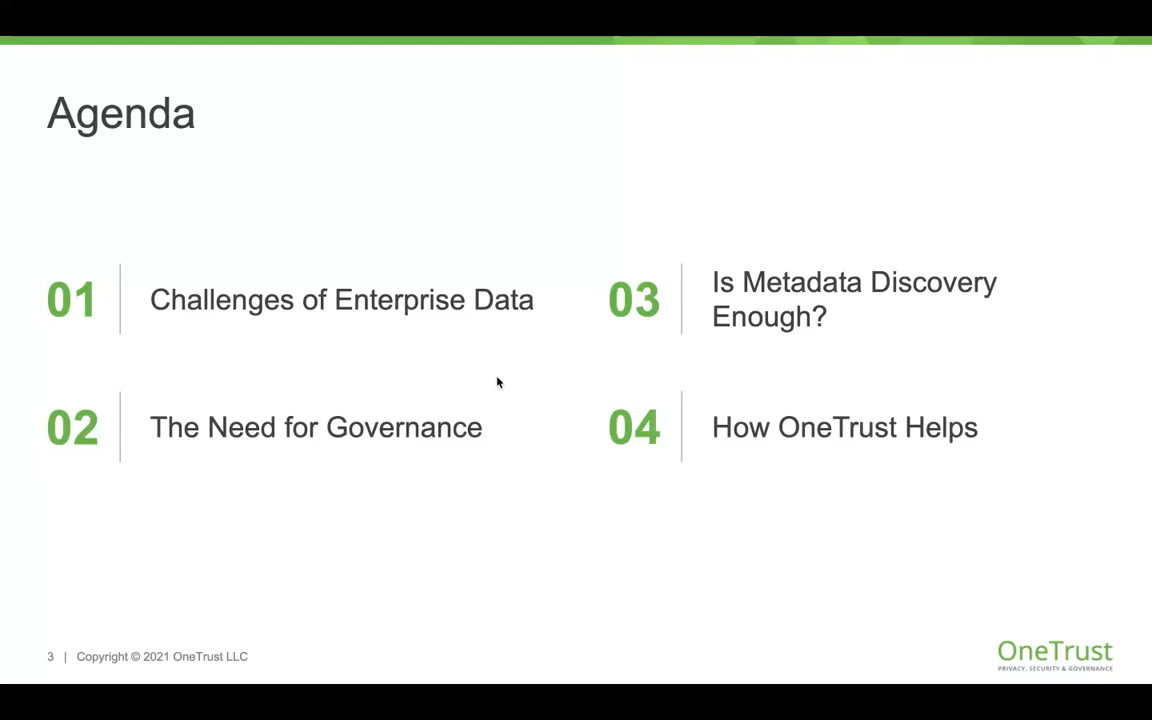 Agenda
01
Challenges of Enterprise Data
02
The Need for Governance
03
Is Metadata Discovery
Enough?
04
How OneTrust Helps
3 | Copyright © 2021 OneTrust LLC
OneTrust
PRIVACY, SECURITY & GOVERNANCE